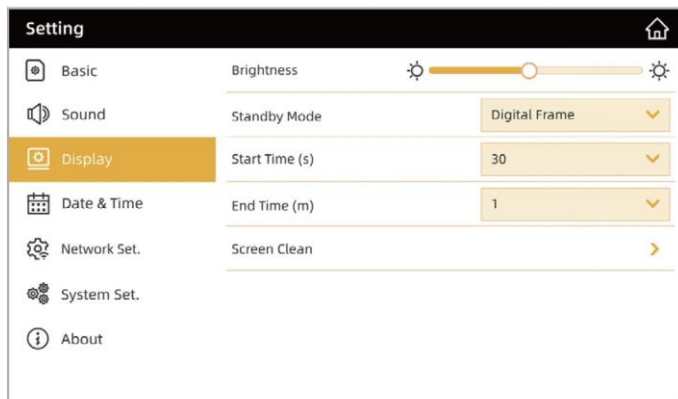 Setting
Basic
Sound
Display
Date & Time
Network Set.
System Set.
About
Brightness
Standby Mode
Digital Frame
Start Time (s)
30
End Time (m)
1
Screen Clean